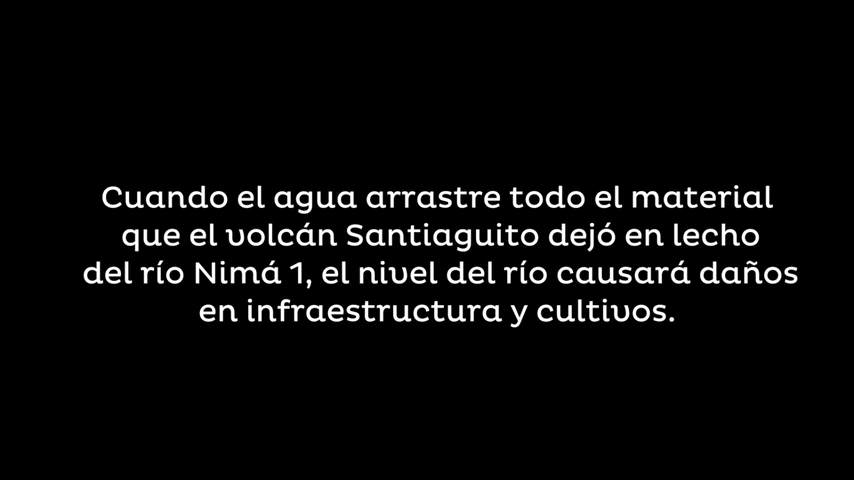 Cuando el agua arrastre todo el material
que el volcán Santiaguito dejó en lecho
del río Nimá 1, el nivel del río causará daños
en infraestructura y cultivos.